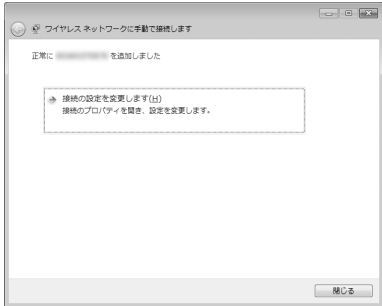 ワイヤレス ネットワークに手動で接続します
正常に を追加しました
接続の設定を変更します(H)
接続のプロパティを開き、設定を変更します。
閉じる